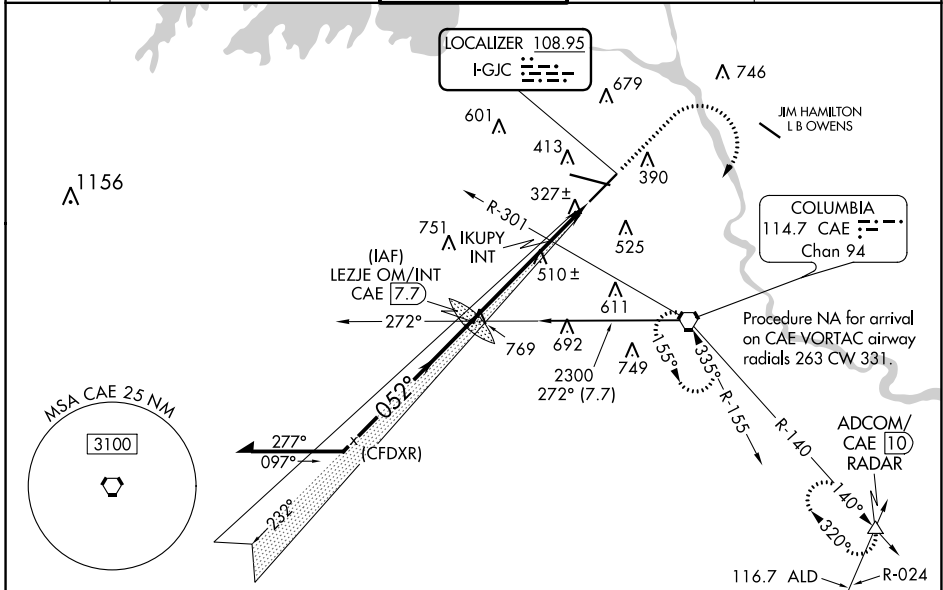 LOCALIZER 108.95
I-GJC
679
746
601
JIM HAMILTON
L B OWENS
413
390
1156
327±
R-301
COLUMBIA
114.7 CAE
Chan 94
751
IKUPY
INT
525
(IAF)
LEZJE OM/INT
CAE 7.7
510±
611
272°
769
692
749
2300
272° (7.7)
Procedure NA for arrival
on CAE VORTAC airway
radials 263 CW 331.
155°
335°
R-155
R-140
052°
MSA CAE 25 NM
3100
277°
097°
(CFDXR)
ADCOM/
CAE 10
RADAR
232°
140°
320°
116.7 ALD
R-024